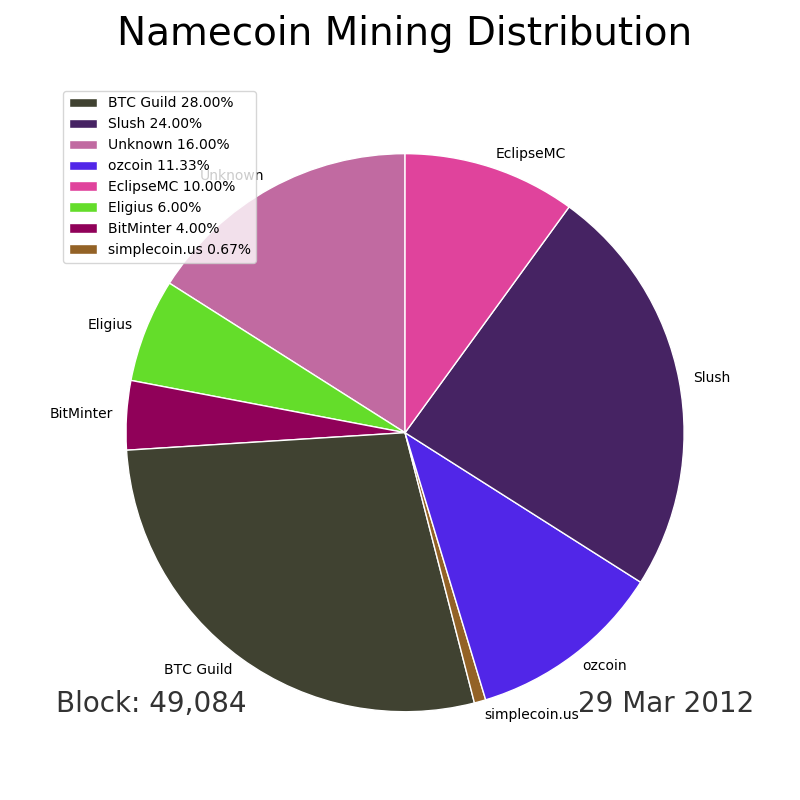 Namecoin Mining Distribution
BTC Guild 28.00%
Slush 24.00%
Unknown 16.00%
ozcoin 11.33%
EclipseMC 10.00%
Eligius 6.00%
BitMinter 4.00%
simplecoin.us 0.67%
EclipseMC
Unknown
Eligius
Slush
BitMinter
ozcoin
BTC Guild
simplecoin.us
Block: 49,084
29 Mar 2012